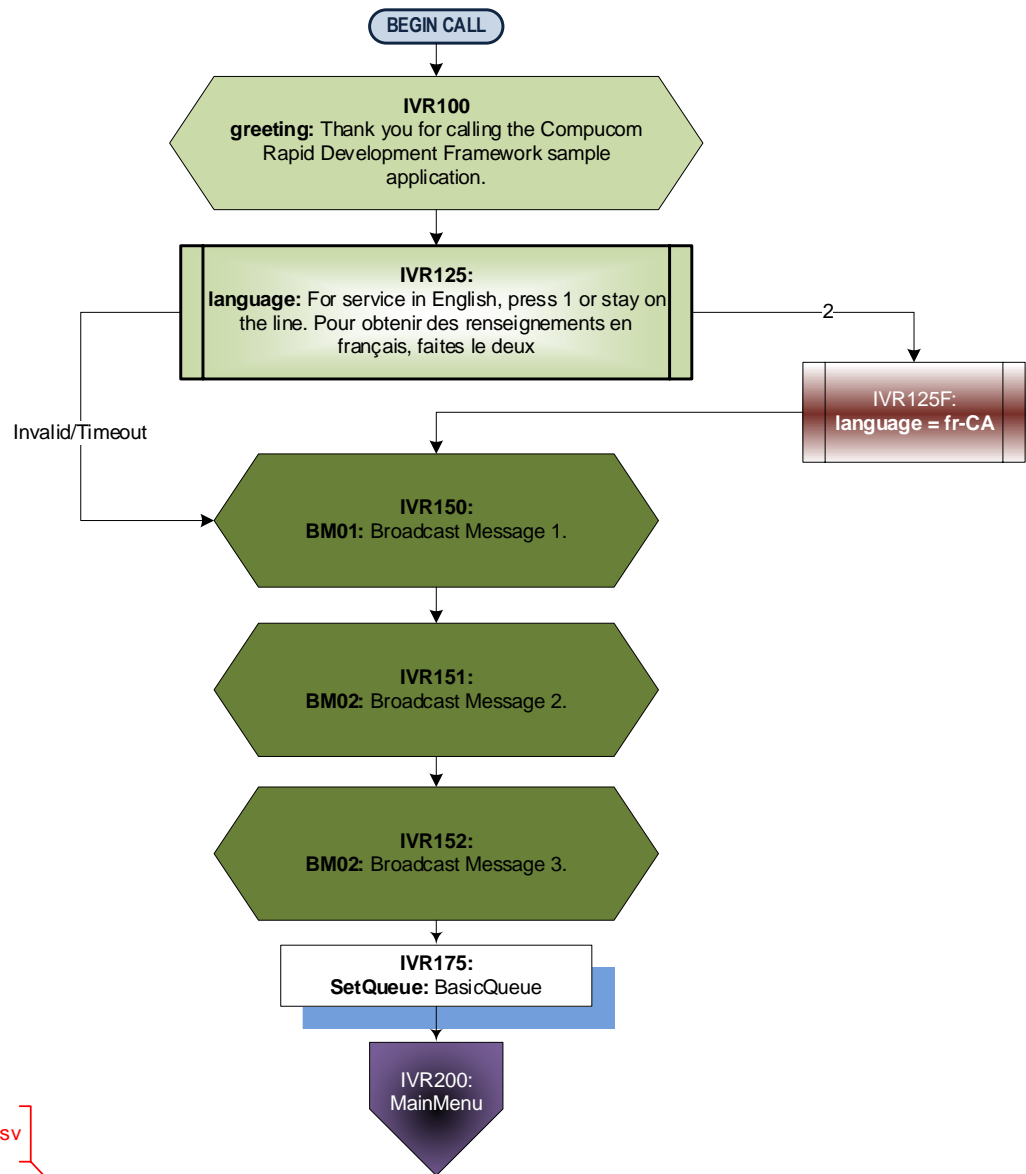 BEGIN CALL
IVR100
greeting: Thank you for calling the Compucom
Rapid Development Framework sample
application.
IVR125:
language: For service in English, press 1 or stay on
the line. Pour obtenir des renseignements en
français, faites le deux
2
IVR125F:
language = fr-CA
Invalid/Timeout
IVR150:
BM01: Broadcast Message 1.
IVR151:
BM02: Broadcast Message 2.
IVR152:
BM02: Broadcast Message 3.
IVR175:
SetQueue: BasicQueue
IVR200:
MainMenu
sv